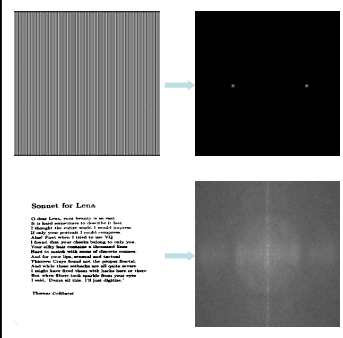 Sonnet for Lena
O dear Lena, your beauty is so vast
It is hard sometimes to describe it fast.
I thought the entire world I would impress
If only your portrait I could compress.
Alas! First when I tried to use VQ
I found that your cheeks belong to only you.
Your silky hair contains a thousand lines
Hard to match with sums of discrete cosines.
And for your lips, sensual and tactual
Thirteen Crays found not the proper fractal.
And while these setbacks are all quite severe
I might have fixed them with hacks here or there
But when filters took sparkle from your eyes
I said, 'Damn all this. I'll just digitize.'
Thomas Colthurst